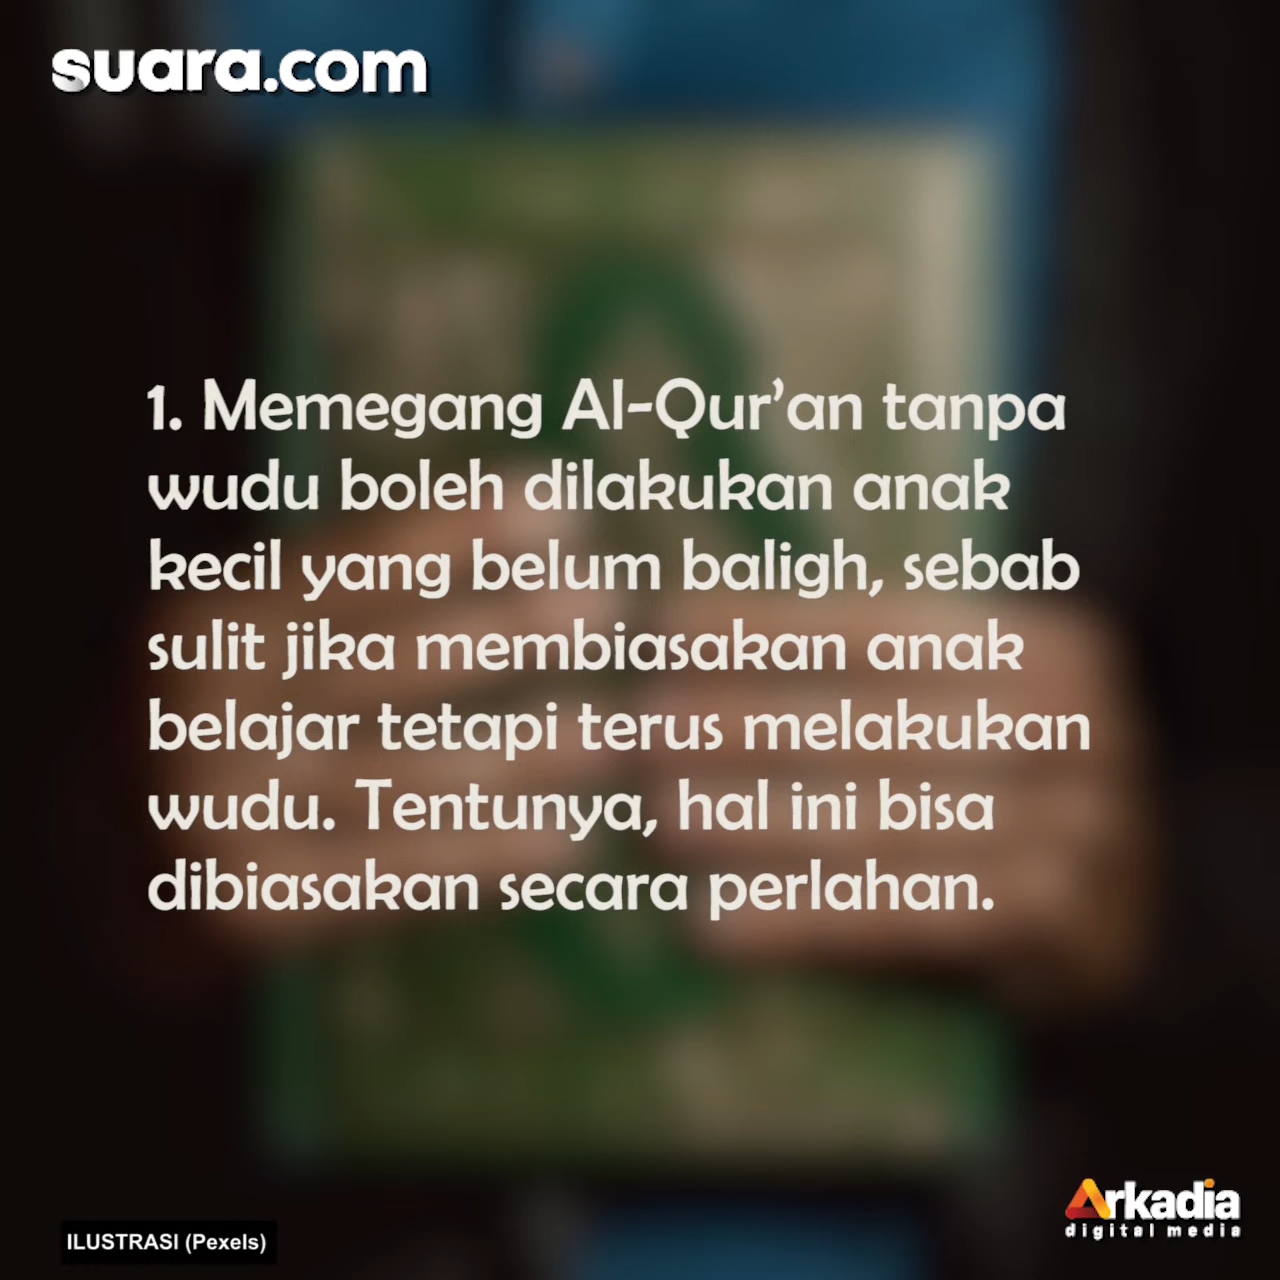 suara.com
1. Memegang Al-Qur’an tanpa
wudu boleh dilakukan anak
kecil yang belum baligh, sebab
sulit jika membiasakan anak
belajar tetapi terus melakukan
wudu. Tentunya, hal ini bisa
dibiasakan secara perlahan.
ILUSTRASI (Pexels)
Arkadia
digital media